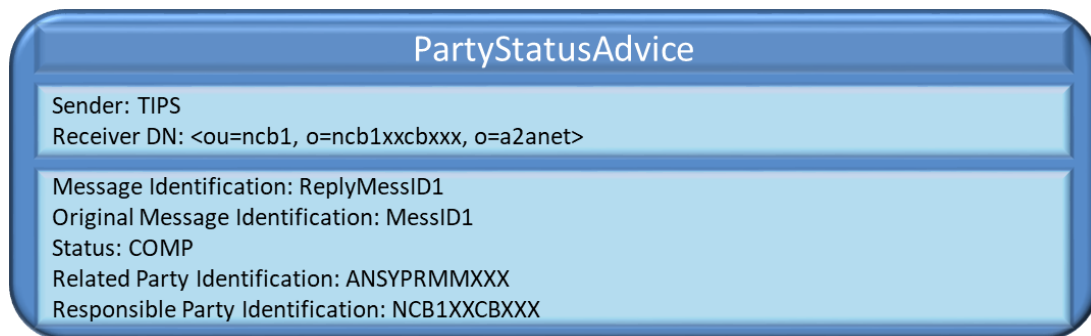 PartyStatusAdvice
Sender: TIPS
Receiver DN: <ou=ncb1, o=ncb1xxcbxxx, o=a2anet>
Message Identification: ReplyMessID1
Original Message Identification: MessID1
Status: COMP
Related Party Identification: ANSYPRMMXXX
Responsible Party Identification: NCB1XXCBXXX